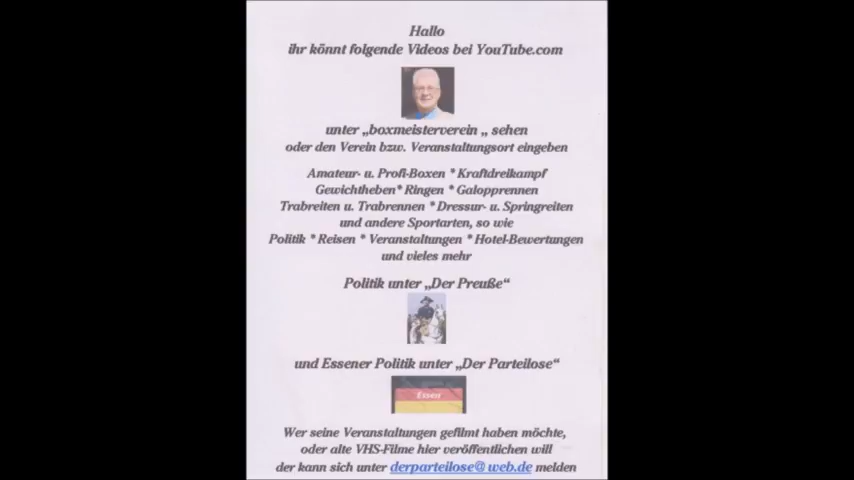 Hallo
ihr könnt folgende Videos bei YouTube.com
unter „boxmeisterverein „ sehen
oder den Verein bzw. Veranstaltungsort eingeben
Amateur- u. Profi-Boxen * Kraftdreikampf
Gewichtheben* Ringen * Galopprennen
Trabreiten u. Trabrennen * Dressur- u. Springreiten
und andere Sportarten, so wie
Politik * Reisen * Veranstaltungen * Hotel-Bewertungen
und vieles mehr
Politik unter „Der Preuße“
und Essener Politik unter „Der Parteilose“
Essen
Wer seine Veranstaltungen gefilmt haben möchte,
oder alte VHS-Filme hier veröffentlichen will
der kann sich unter derparteilose@web.de melden